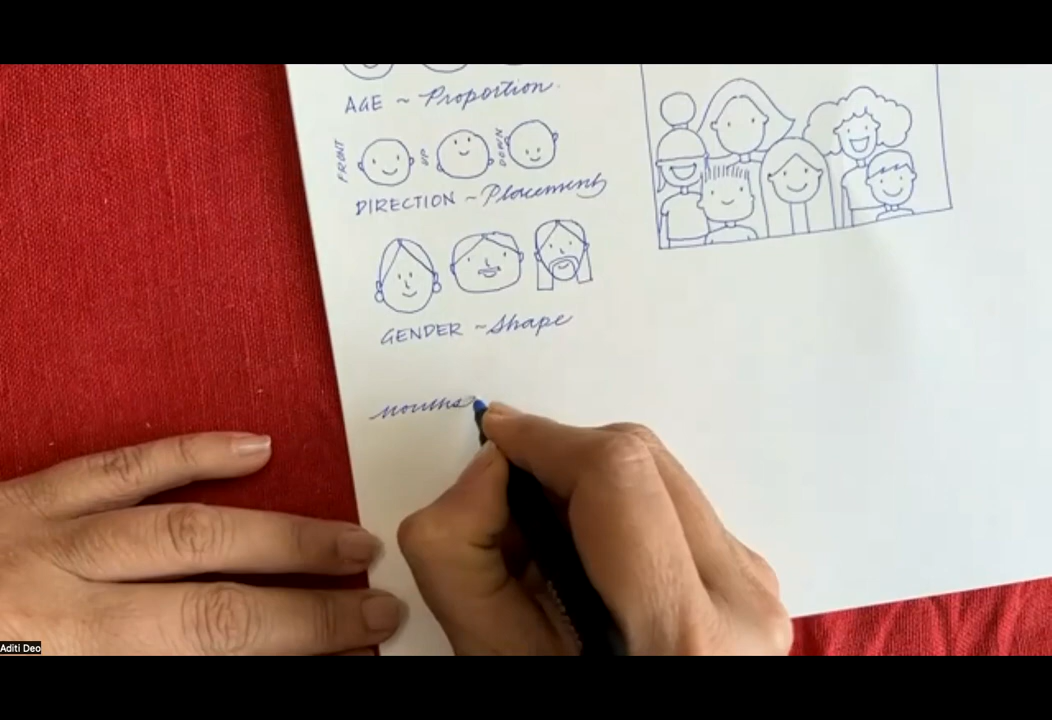 AGE ~ Proportion.
FRONT
UP
DOWN
DIRECTION ~ Placement
GENDER ~ Shape
mouths
Aditi Deo